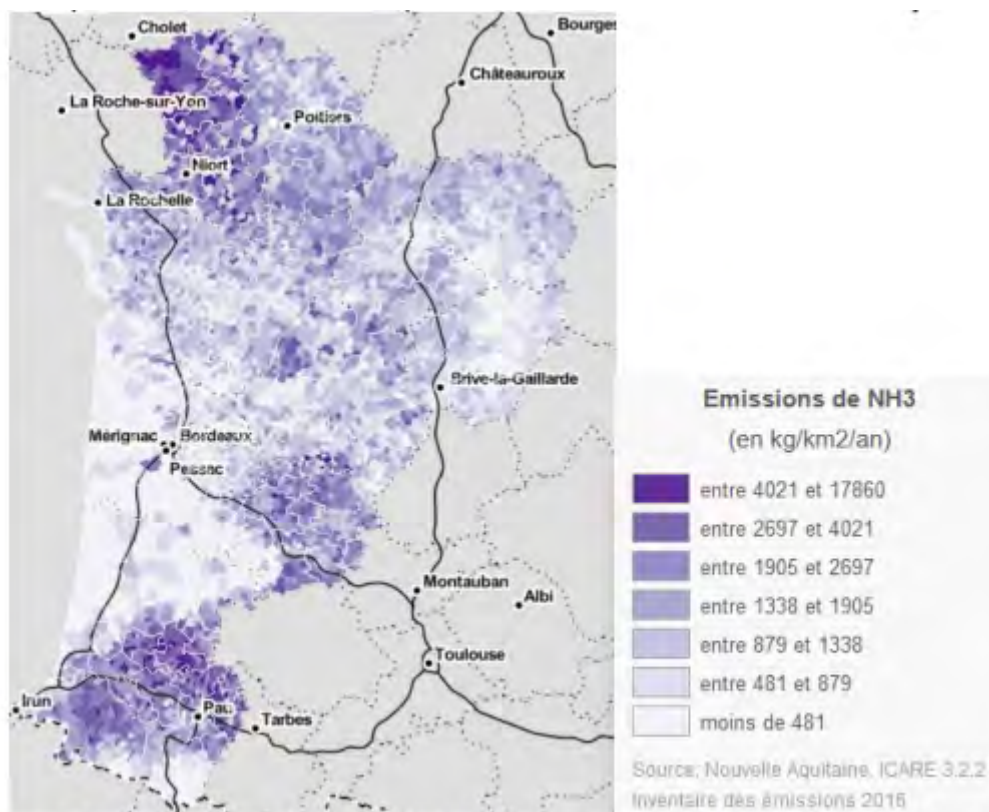 Cholet
Bourges
Châteauroux
La Roche-sur-Yon
Poitiers
Niort
La Rochelle
Brive-la-Gaillarde
Mérignac
Bordeaux
Pessac
Montauban
Albi
Toulouse
Irun
Pau
Tarbes
Emissions de NH3
(en kg/km2/an)
entre 4021 et 17860
entre 2697 et 4021
entre 1905 et 2697
entre 1338 et 1905
entre 879 et 1338
entre 481 et 879
moins de 481
Source: Nouvelle Aquitaine, ICARE 3.2.2
Inventaire des émissions 2016